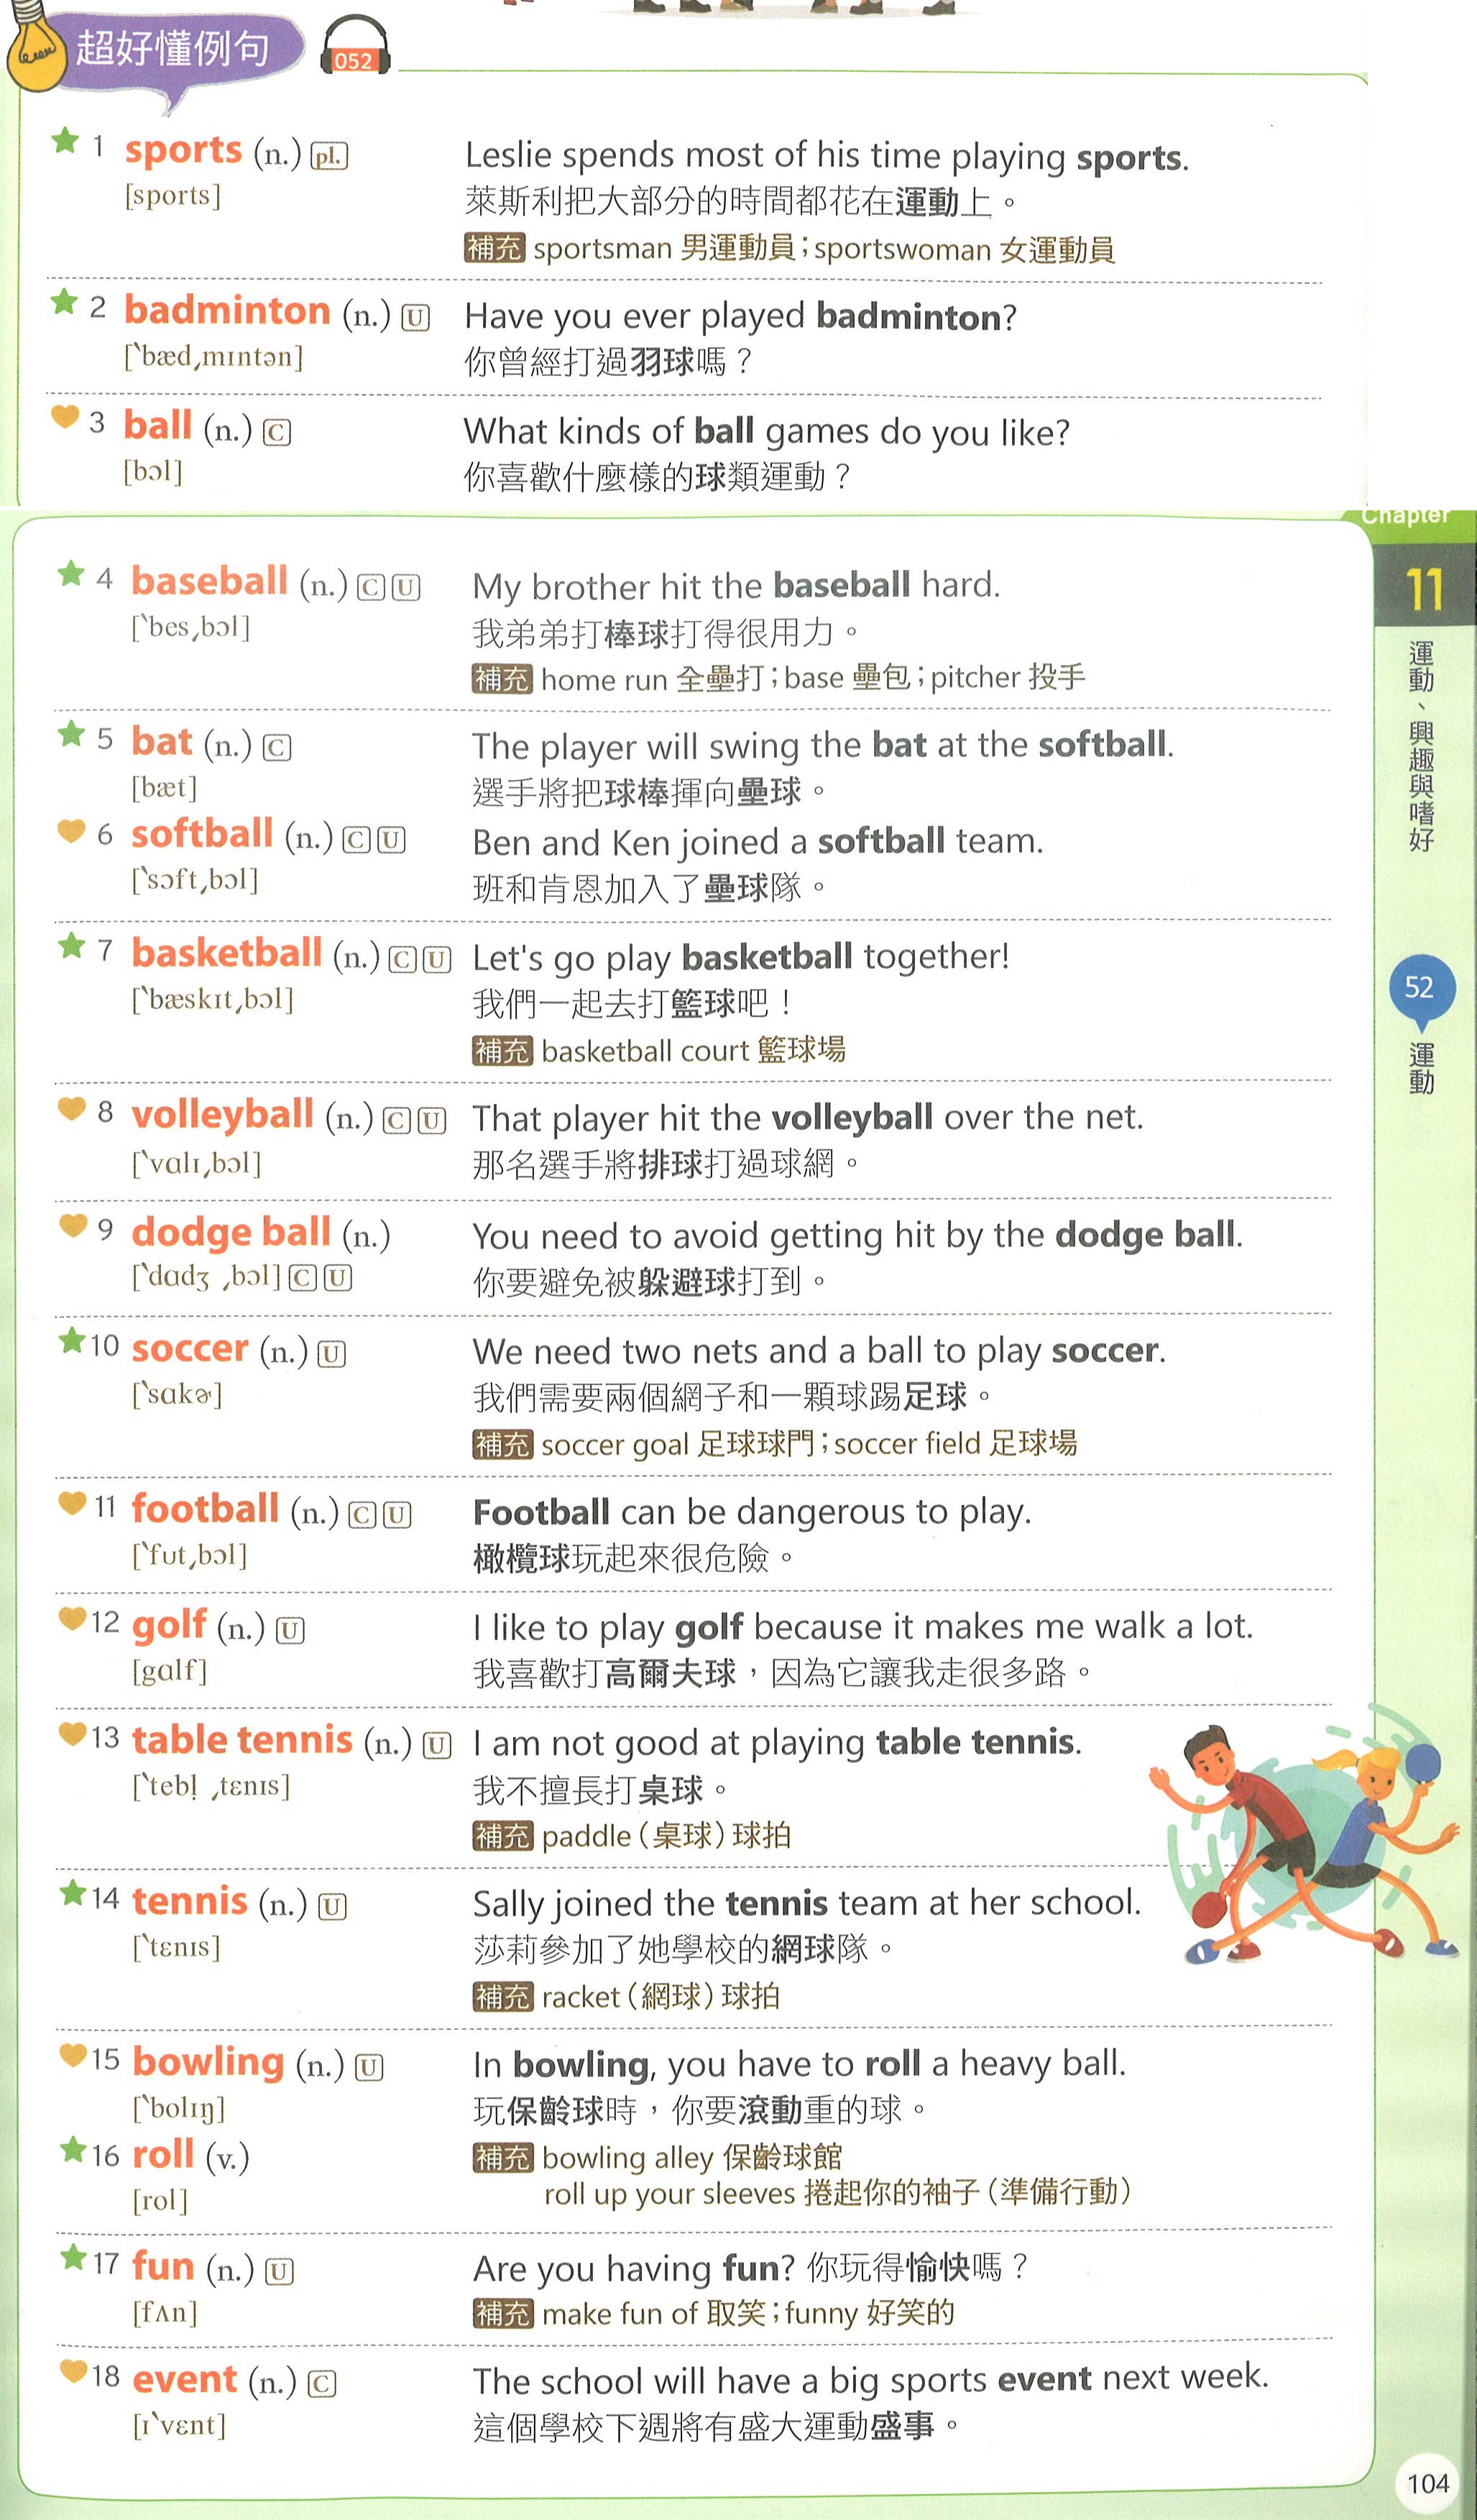 超好懂例句
052
1 sports (n.) pl.
[sports]
Leslie spends most of his time playing sports.
萊斯利把大部分的時間都花在運動上。
補充 sportsman 男運動員；sportswoman 女運動員
2 badminton (n.) U
[ˋbædˏmɪntən]
Have you ever played badminton?
你曾經打過羽球嗎？
3 ball (n.) C
[bɔl]
What kinds of ball games do you like?
你喜歡什麼樣的球類運動？
Chapter
11
運動、興趣與嗜好
52
運動
4 baseball (n.) C U
[ˋbesˏbɔl]
My brother hit the baseball hard.
我弟弟打棒球打得很用力。
補充 home run 全壘打；base 壘包；pitcher 投手
5 bat (n.) C
[bæt]
The player will swing the bat at the softball.
選手將把球棒揮向壘球。
6 softball (n.) C U
[ˋsɔftˏbɔl]
Ben and Ken joined a softball team.
班和肯恩加入了壘球隊。
7 basketball (n.) C U
[ˋbæskɪtˏbɔl]
Let's go play basketball together!
我們一起去打籃球吧！
補充 basketball court 籃球場
8 volleyball (n.) C U
[ˋvɑlɪˏbɔl]
That player hit the volleyball over the net.
那名選手將排球打過球網。
9 dodge ball (n.)
[ˋdɑdʒ ˏbɔl] C U
You need to avoid getting hit by the dodge ball.
你要避免被躲避球打到。
10 soccer (n.) U
[ˋsɑkɚ]
We need two nets and a ball to play soccer.
我們需要兩個網子和一顆球踢足球。
補充 soccer goal 足球球門；soccer field 足球場
11 football (n.) C U
[ˋfʊtˏbɔl]
Football can be dangerous to play.
橄欖球玩起來很危險。
12 golf (n.) U
[gɑlf]
I like to play golf because it makes me walk a lot.
我喜歡打高爾夫球，因為它讓我走很多路。
13 table tennis (n.) U
[ˋtebl̩ ˏtɛnɪs]
I am not good at playing table tennis.
我不擅長打桌球。
補充 paddle（桌球）球拍
14 tennis (n.) U
[ˋtɛnɪs]
Sally joined the tennis team at her school.
莎莉參加了她學校的網球隊。
補充 racket（網球）球拍
15 bowling (n.) U
[ˋbolɪŋ]
In bowling, you have to roll a heavy ball.
玩保齡球時，你要滾動重的球。
16 roll (v.)
[rol]
補充 bowling alley 保齡球館
roll up your sleeves 捲起你的袖子（準備行動）
17 fun (n.) U
[fʌn]
Are you having fun? 你玩得愉快嗎？
補充 make fun of 取笑；funny 好笑的
18 event (n.) C
[ɪˋvɛnt]
The school will have a big sports event next week.
這個學校下週將有盛大運動盛事。
104